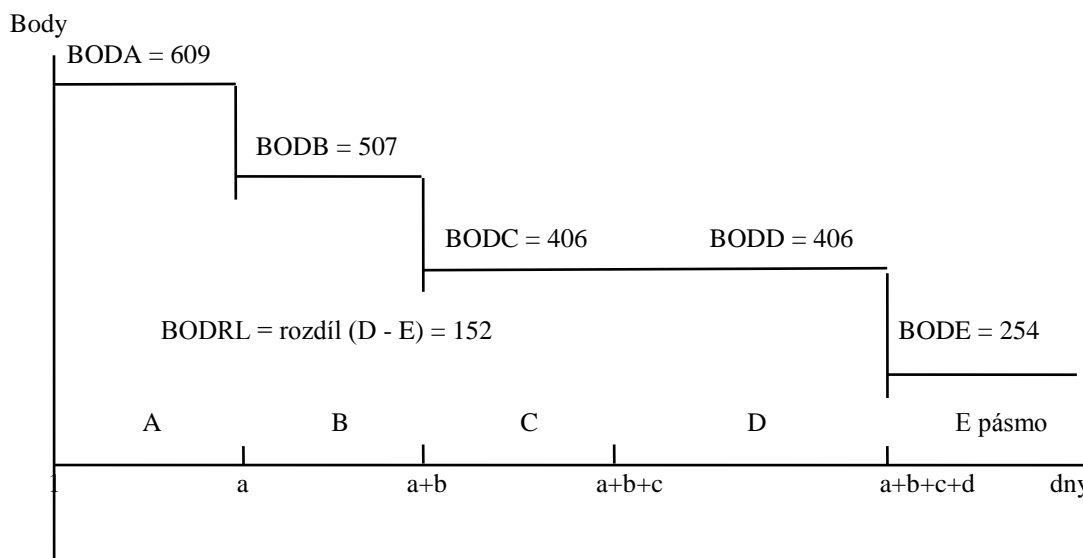 Body
BODA = 609
BODB = 507
BODC = 406 BODD = 406
BODRL = rozdíl (D - E) = 152 BODE = 254
A B C D E pásmo
1 a a+b a+b+c a+b+c+d dny